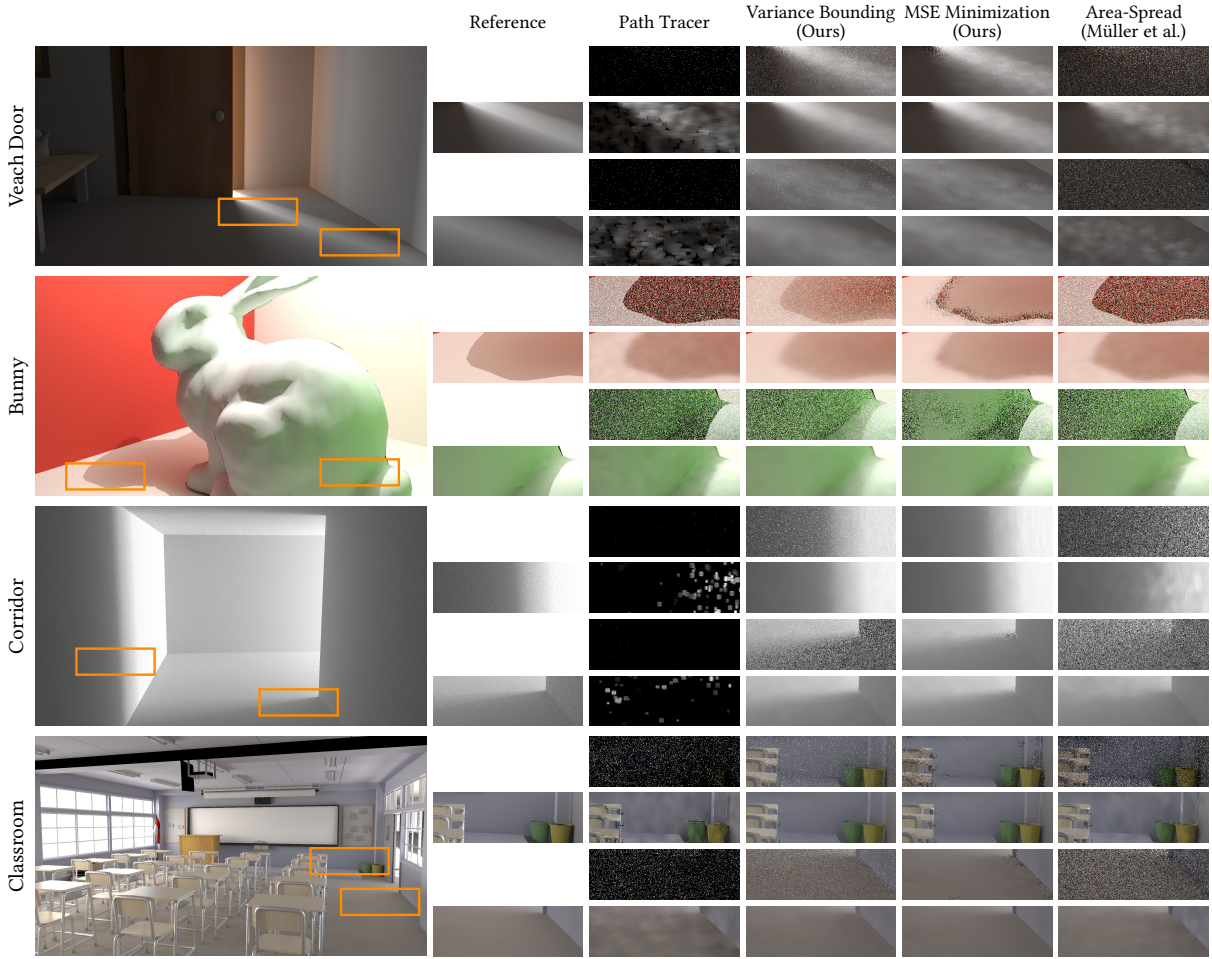 Reference
Path Tracer
Variance Bounding
(Ours)
MSE Minimization
(Ours)
Area-Spread
(Müller et al.)
Veach Door
Bunny
Corridor
Classroom